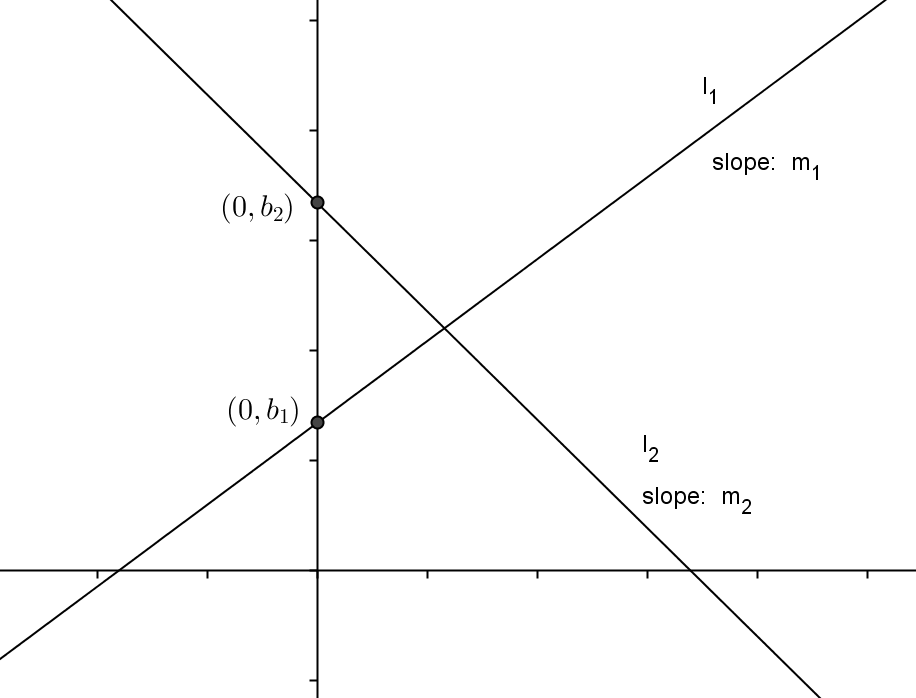 l₁
slope: m₁
(0, b₂)
(0, b₁)
l₂
slope: m₂